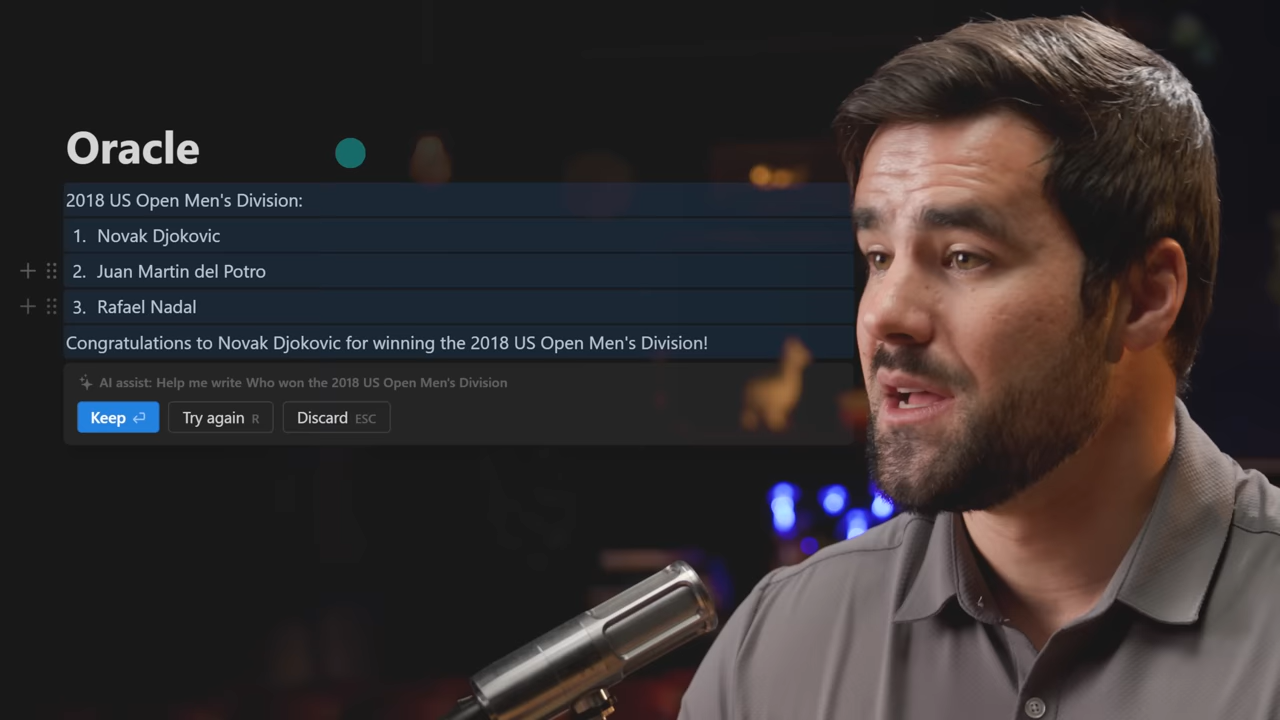 Oracle
2018 US Open Men's Division:
1. Novak Djokovic
2. Juan Martin del Potro
3. Rafael Nadal
Congratulations to Novak Djokovic for winning the 2018 US Open Men's Division!
AI assist: Help me write Who won the 2018 US Open Men's Division
Keep
Try again R
Discard ESC